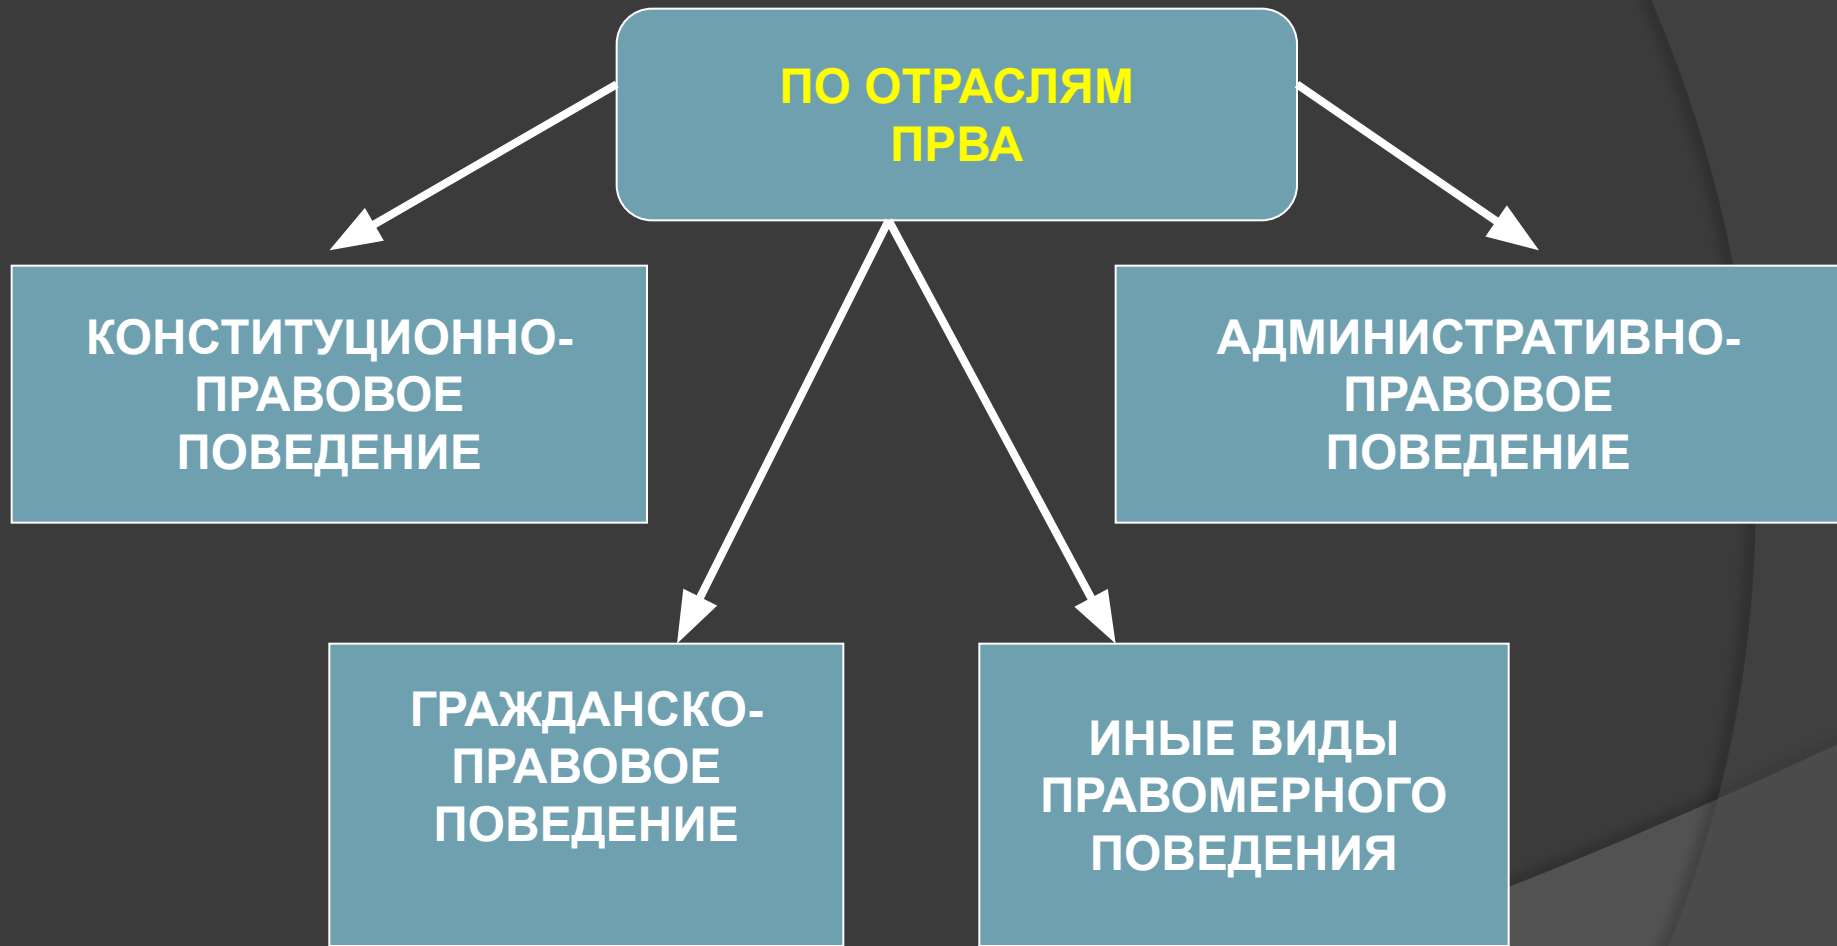 ПО ОТРАСЛЯМ
ПРВА
КОНСТИТУЦИОННО-
ПРАВОВОЕ
ПОВЕДЕНИЕ
АДМИНИСТРАТИВНО-
ПРАВОВОЕ
ПОВЕДЕНИЕ
ГРАЖДАНСКО-
ПРАВОВОЕ
ПОВЕДЕНИЕ
ИНЫЕ ВИДЫ
ПРАВОМЕРНОГО
ПОВЕДЕНИЯ